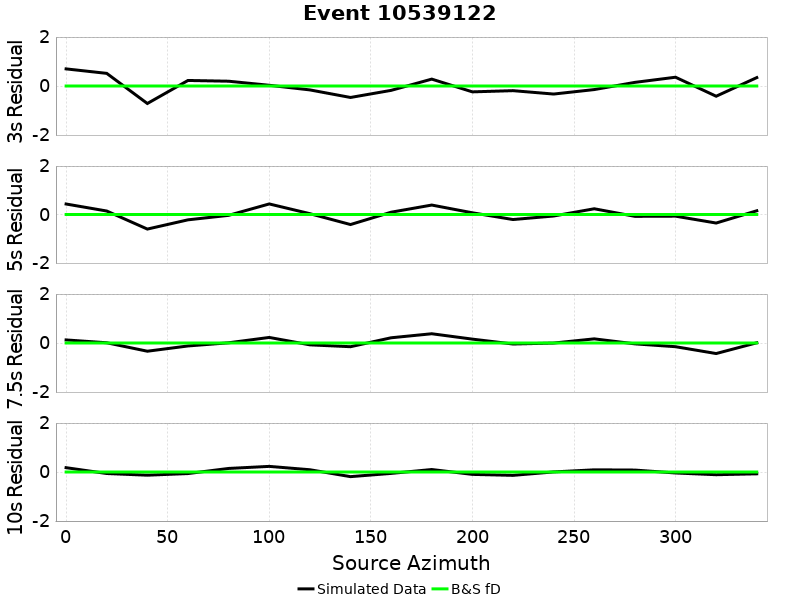 Event 10539122
3s Residual
2
0
-2
5s Residual
2
0
-2
7.5s Residual
2
0
-2
10s Residual
2
0
-2
0 50 100 150 200 250 300
Source Azimuth
Simulated Data B&S fD